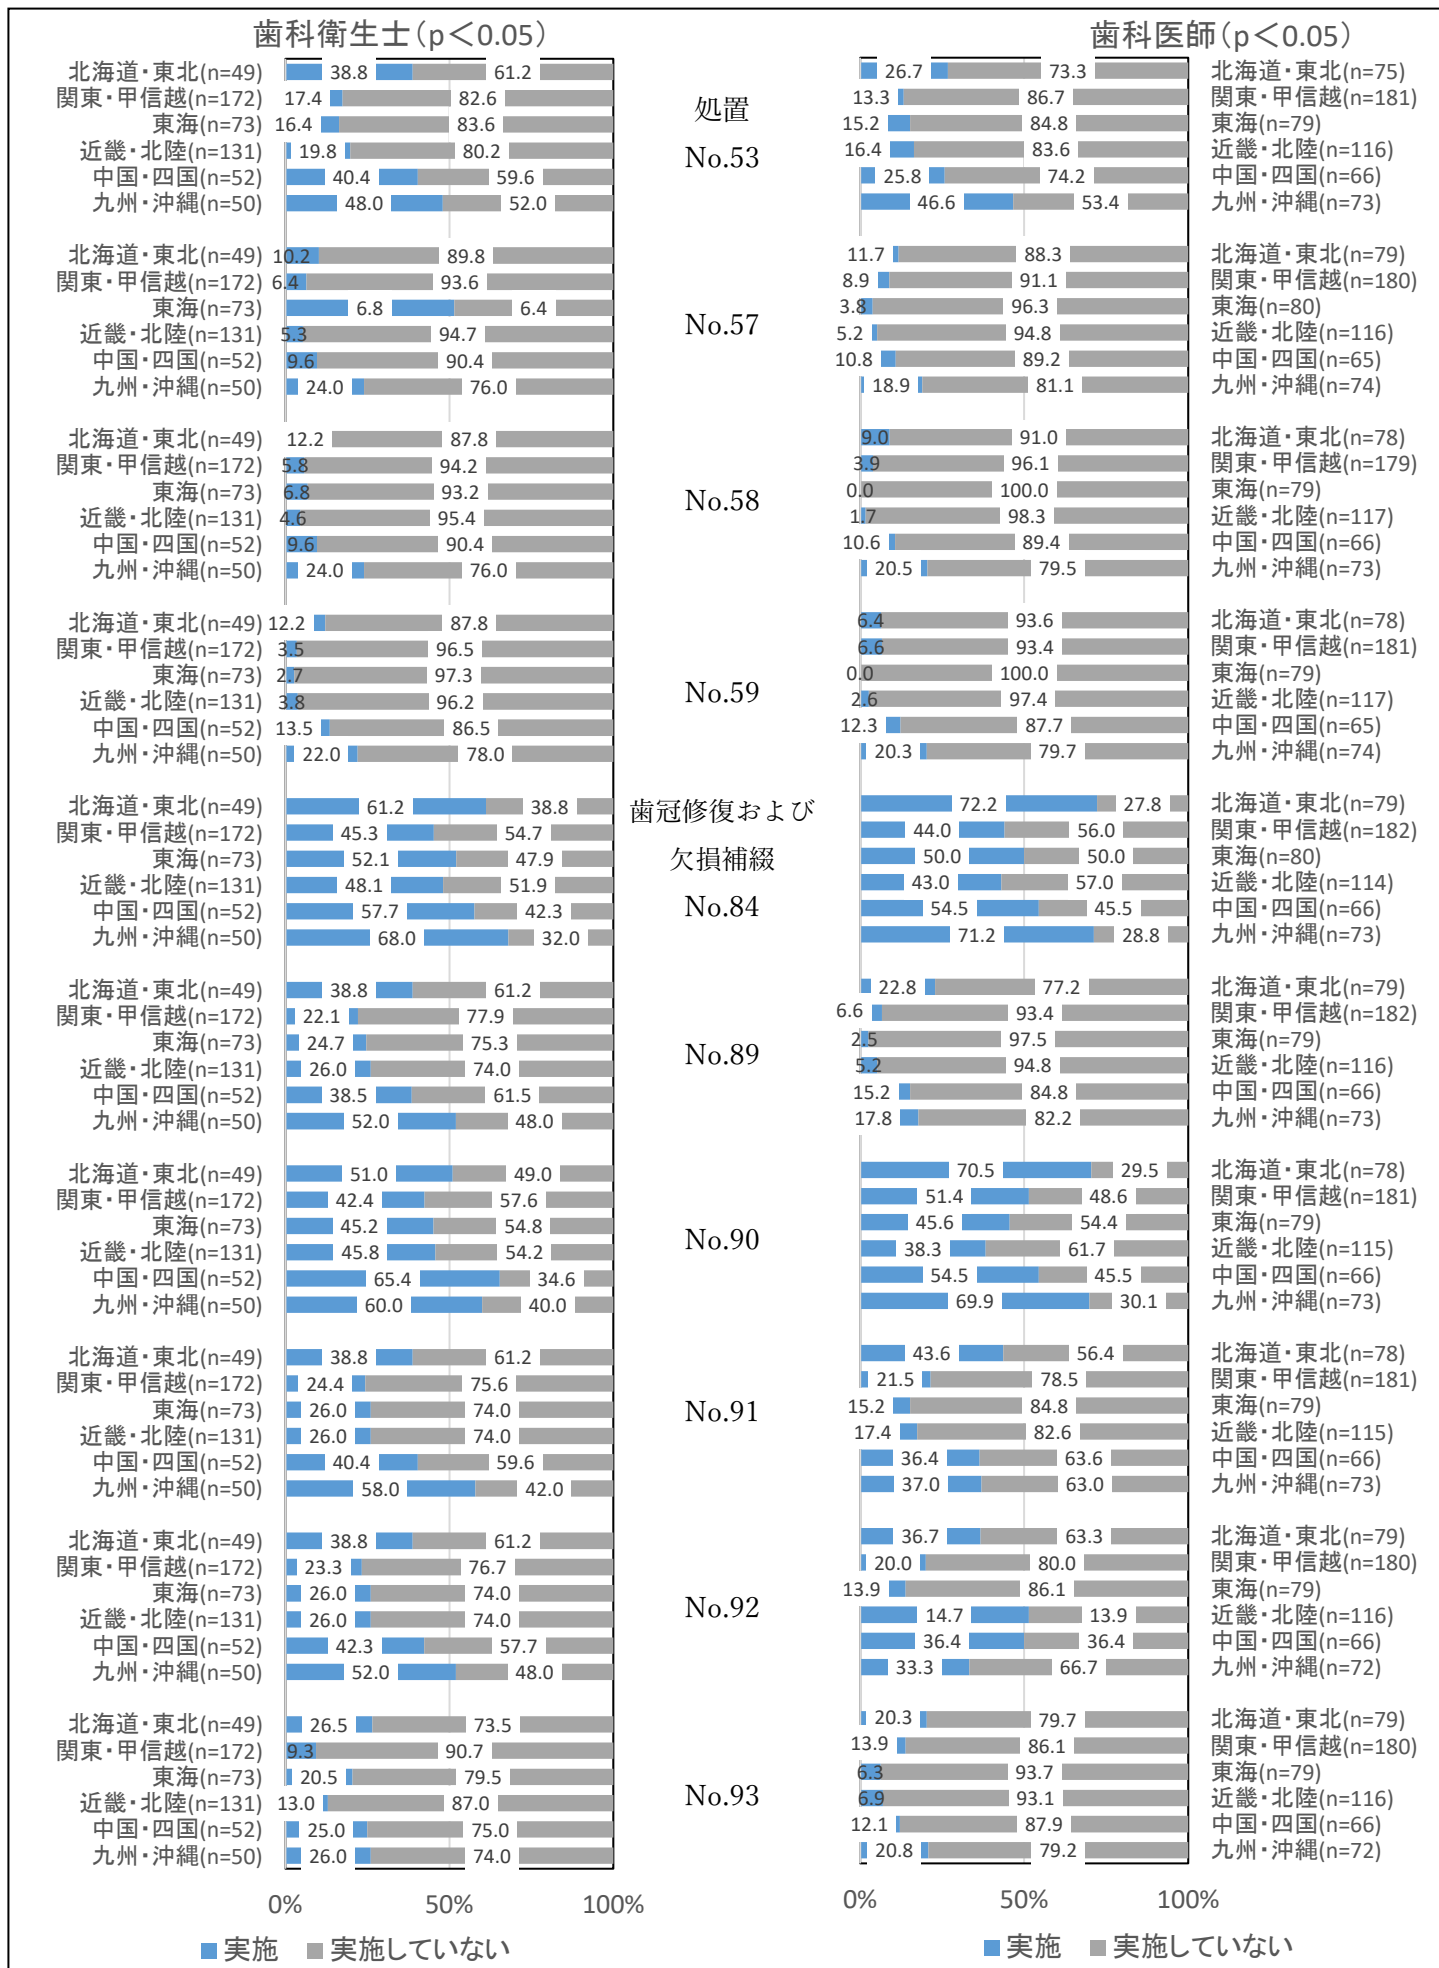 歯科衛生士(p＜0.05)
歯科医師(p＜0.05)
北海道・東北(n=49) 38.8 61.2
関東・甲信越(n=172) 17.4 82.6
東海(n=73) 16.4 83.6
近畿・北陸(n=131) 19.8 80.2
中国・四国(n=52) 40.4 59.6
九州・沖縄(n=50) 48.0 52.0
処置
No.53
26.7 73.3 北海道・東北(n=75)
13.3 86.7 関東・甲信越(n=181)
15.2 84.8 東海(n=79)
16.4 83.6 近畿・北陸(n=116)
25.8 74.2 中国・四国(n=66)
46.6 53.4 九州・沖縄(n=73)
北海道・東北(n=49) 10.2 89.8
関東・甲信越(n=172) 6.4 93.6
東海(n=73) 6.8 6.4
近畿・北陸(n=131) 5.3 94.7
中国・四国(n=52) 9.6 90.4
九州・沖縄(n=50) 24.0 76.0
No.57
11.7 88.3 北海道・東北(n=79)
8.9 91.1 関東・甲信越(n=180)
3.8 96.3 東海(n=80)
5.2 94.8 近畿・北陸(n=116)
10.8 89.2 中国・四国(n=65)
18.9 81.1 九州・沖縄(n=74)
北海道・東北(n=49) 12.2 87.8
関東・甲信越(n=172) 5.8 94.2
東海(n=73) 6.8 93.2
近畿・北陸(n=131) 4.6 95.4
中国・四国(n=52) 9.6 90.4
九州・沖縄(n=50) 24.0 76.0
No.58
9.0 91.0 北海道・東北(n=78)
3.9 96.1 関東・甲信越(n=179)
0.0 100.0 東海(n=79)
1.7 98.3 近畿・北陸(n=117)
10.6 89.4 中国・四国(n=66)
20.5 79.5 九州・沖縄(n=73)
北海道・東北(n=49) 12.2 87.8
関東・甲信越(n=172) 3.5 96.5
東海(n=73) 2.7 97.3
近畿・北陸(n=131) 3.8 96.2
中国・四国(n=52) 13.5 86.5
九州・沖縄(n=50) 22.0 78.0
No.59
6.4 93.6 北海道・東北(n=78)
6.6 93.4 関東・甲信越(n=181)
0.0 100.0 東海(n=79)
2.6 97.4 近畿・北陸(n=117)
12.3 87.7 中国・四国(n=65)
20.3 79.7 九州・沖縄(n=74)
北海道・東北(n=49) 61.2 38.8
関東・甲信越(n=172) 45.3 54.7
東海(n=73) 52.1 47.9
近畿・北陸(n=131) 48.1 51.9
中国・四国(n=52) 57.7 42.3
九州・沖縄(n=50) 68.0 32.0
歯冠修復および
欠損補綴
No.84
72.2 27.8 北海道・東北(n=79)
44.0 56.0 関東・甲信越(n=182)
50.0 50.0 東海(n=80)
43.0 57.0 近畿・北陸(n=114)
54.5 45.5 中国・四国(n=66)
71.2 28.8 九州・沖縄(n=73)
北海道・東北(n=49) 38.8 61.2
関東・甲信越(n=172) 22.1 77.9
東海(n=73) 24.7 75.3
近畿・北陸(n=131) 26.0 74.0
中国・四国(n=52) 38.5 61.5
九州・沖縄(n=50) 52.0 48.0
No.89
22.8 77.2 北海道・東北(n=79)
6.6 93.4 関東・甲信越(n=182)
2.5 97.5 東海(n=79)
5.2 94.8 近畿・北陸(n=116)
15.2 84.8 中国・四国(n=66)
17.8 82.2 九州・沖縄(n=73)
北海道・東北(n=49) 51.0 49.0
関東・甲信越(n=172) 42.4 57.6
東海(n=73) 45.2 54.8
近畿・北陸(n=131) 45.8 54.2
中国・四国(n=52) 65.4 34.6
九州・沖縄(n=50) 60.0 40.0
No.90
70.5 29.5 北海道・東北(n=78)
51.4 48.6 関東・甲信越(n=181)
45.6 54.4 東海(n=79)
38.3 61.7 近畿・北陸(n=115)
54.5 45.5 中国・四国(n=66)
69.9 30.1 九州・沖縄(n=73)
北海道・東北(n=49) 38.8 61.2
関東・甲信越(n=172) 24.4 75.6
東海(n=73) 26.0 74.0
近畿・北陸(n=131) 26.0 74.0
中国・四国(n=52) 40.4 59.6
九州・沖縄(n=50) 58.0 42.0
No.91
43.6 56.4 北海道・東北(n=78)
21.5 78.5 関東・甲信越(n=181)
15.2 84.8 東海(n=79)
17.4 82.6 近畿・北陸(n=115)
36.4 63.6 中国・四国(n=66)
37.0 63.0 九州・沖縄(n=73)
北海道・東北(n=49) 38.8 61.2
関東・甲信越(n=172) 23.3 76.7
東海(n=73) 26.0 74.0
近畿・北陸(n=131) 26.0 74.0
中国・四国(n=52) 42.3 57.7
九州・沖縄(n=50) 52.0 48.0
No.92
36.7 63.3 北海道・東北(n=79)
20.0 80.0 関東・甲信越(n=180)
13.9 86.1 東海(n=79)
14.7 13.9 近畿・北陸(n=116)
36.4 36.4 中国・四国(n=66)
33.3 66.7 九州・沖縄(n=72)
北海道・東北(n=49) 26.5 73.5
関東・甲信越(n=172) 9.3 90.7
東海(n=73) 20.5 79.5
近畿・北陸(n=131) 13.0 87.0
中国・四国(n=52) 25.0 75.0
九州・沖縄(n=50) 26.0 74.0
No.93
20.3 79.7 北海道・東北(n=79)
13.9 86.1 関東・甲信越(n=180)
6.3 93.7 東海(n=79)
6.9 93.1 近畿・北陸(n=116)
12.1 87.9 中国・四国(n=66)
20.8 79.2 九州・沖縄(n=72)
0% 50% 100%
0% 50% 100%
実施 実施していない
実施 実施していない